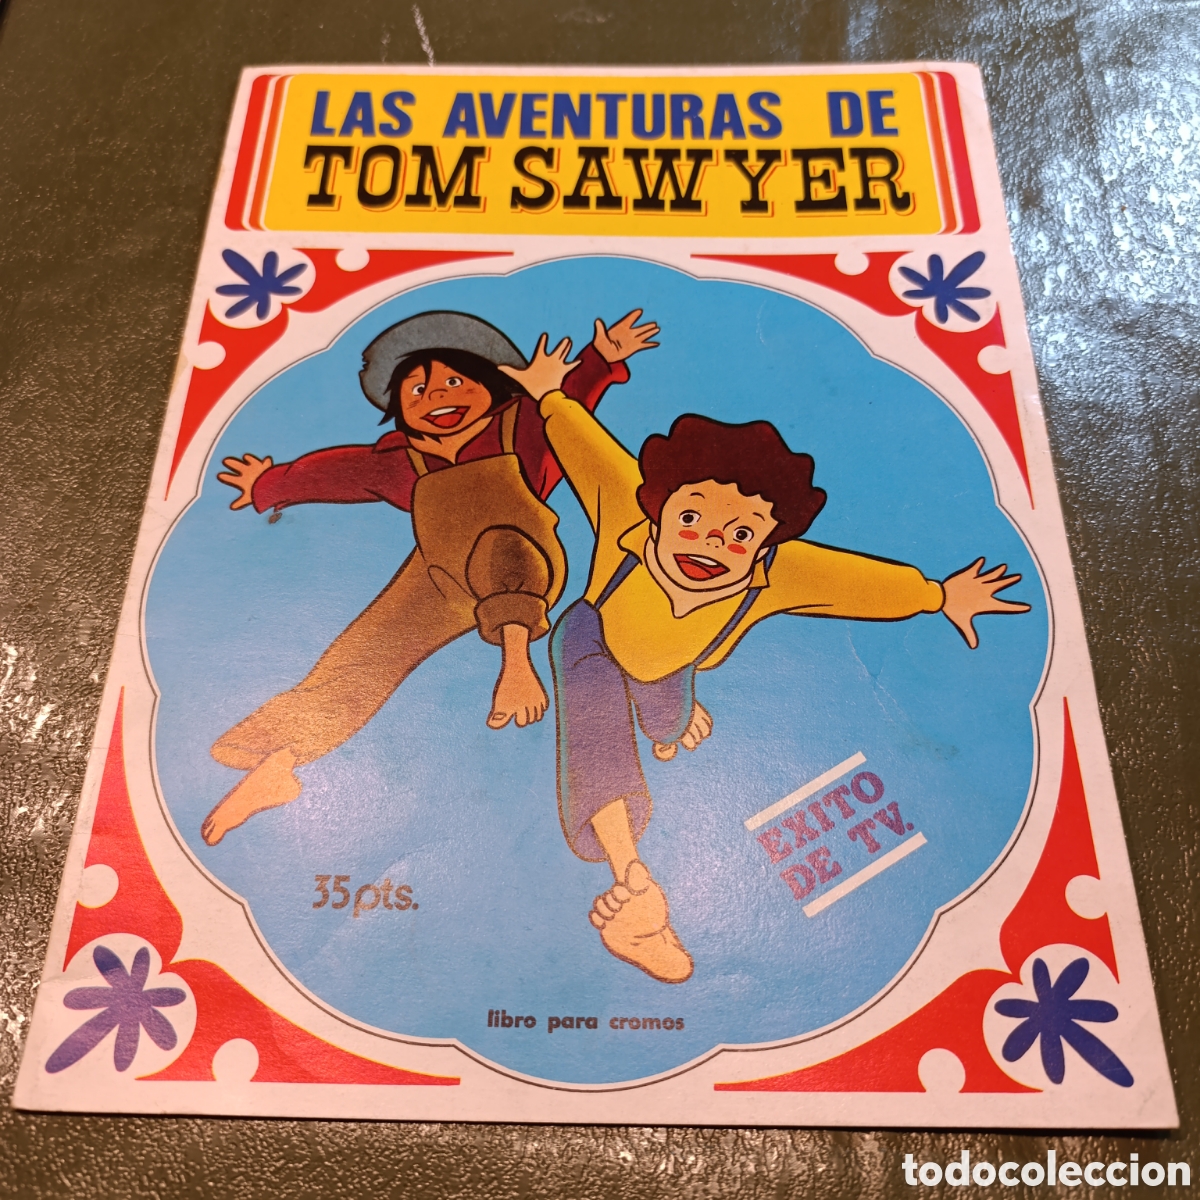 LAS AVENTURAS DE
TOM SAWYER
EXITO
DE TV.
35pts.
libro para cromos
todocoleccion